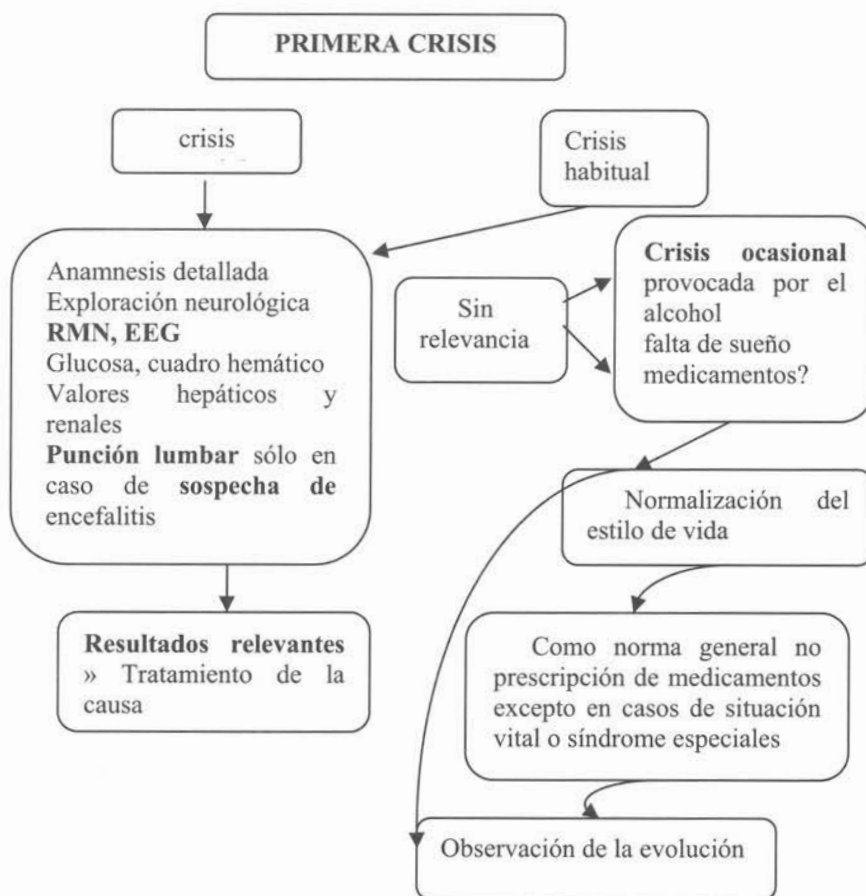 PRIMERA CRISIS
crisis
Crisis
habitual
Anamnesis detallada
Exploración neurológica
RMN, EEG
Glucosa, cuadro hemático
Valores hepáticos y
renales
Punción lumbar sólo en
caso de sospecha de
encefalitis
Sin
relevancia
Crisis ocasional
provocada por el
alcohol
falta de sueño
medicamentos?
Normalización del
estilo de vida
Resultados relevantes
» Tratamiento de la
causa
Como norma general no
prescripción de medicamentos
excepto en casos de situación
vital o síndrome especiales
Observación de la evolución